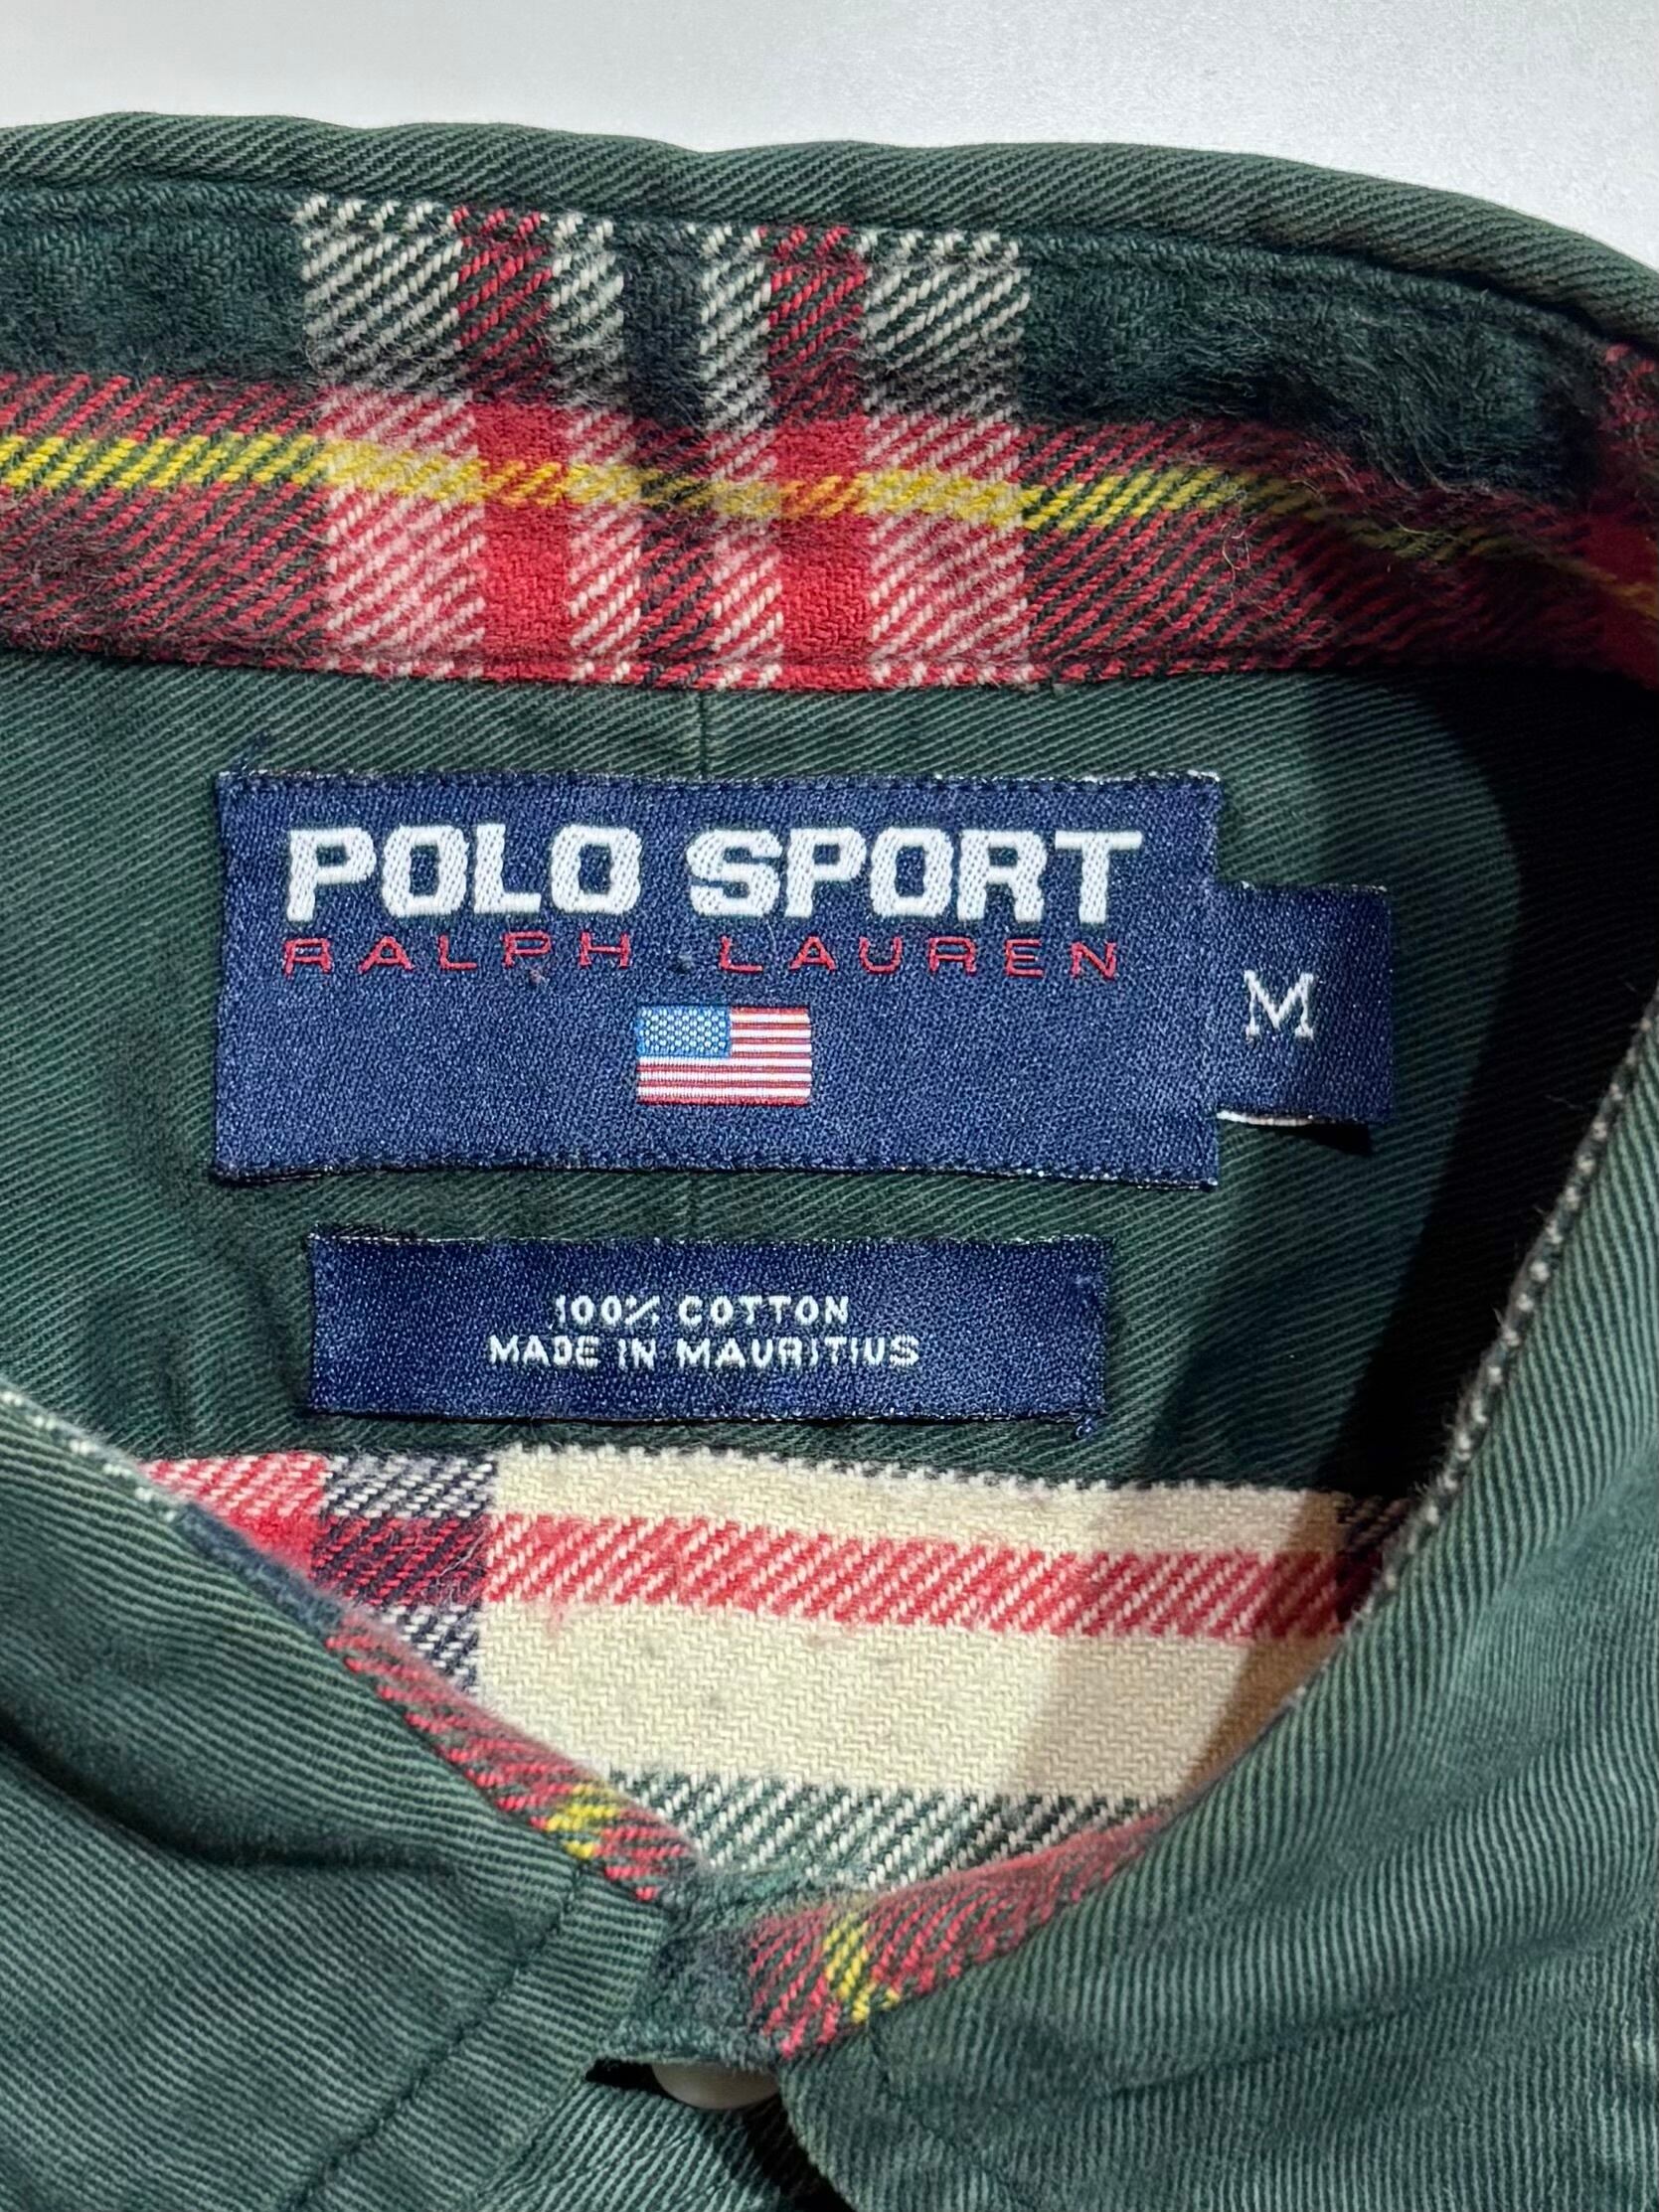 POLO SPORT
RALPH LAUREN
M
100% COTTON
MADE IN MAURITIUS